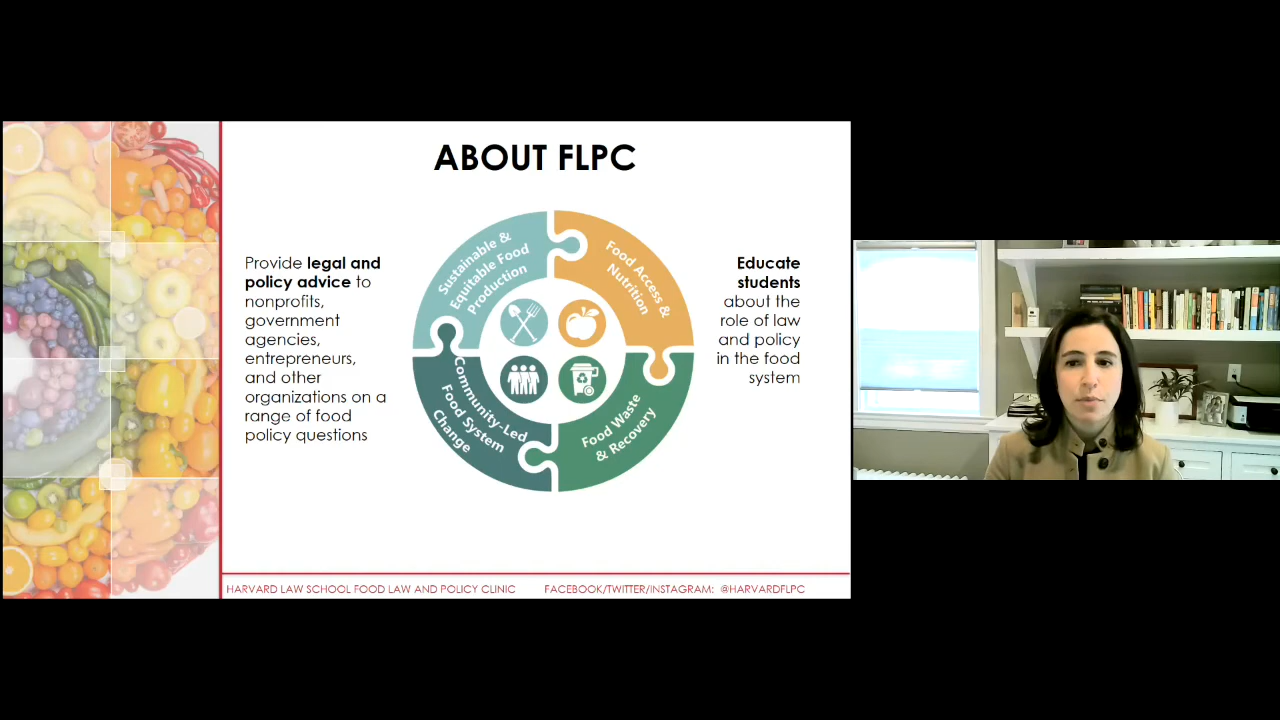 ABOUT FLPC
Provide legal and
policy advice to
nonprofits,
government
agencies,
entrepreneurs,
and other
organizations on a
range of food
policy questions
Sustainable &
Equitable Food
Production
Food Access &
Nutrition
Community-Led
Food System
Change
Food Waste
& Recovery
Educate
students
about the
role of law
and policy
in the food
system
HARVARD LAW SCHOOL FOOD LAW AND POLICY CLINIC FACEBOOK/TWITTER/INSTAGRAM: @HARVARDFLPC